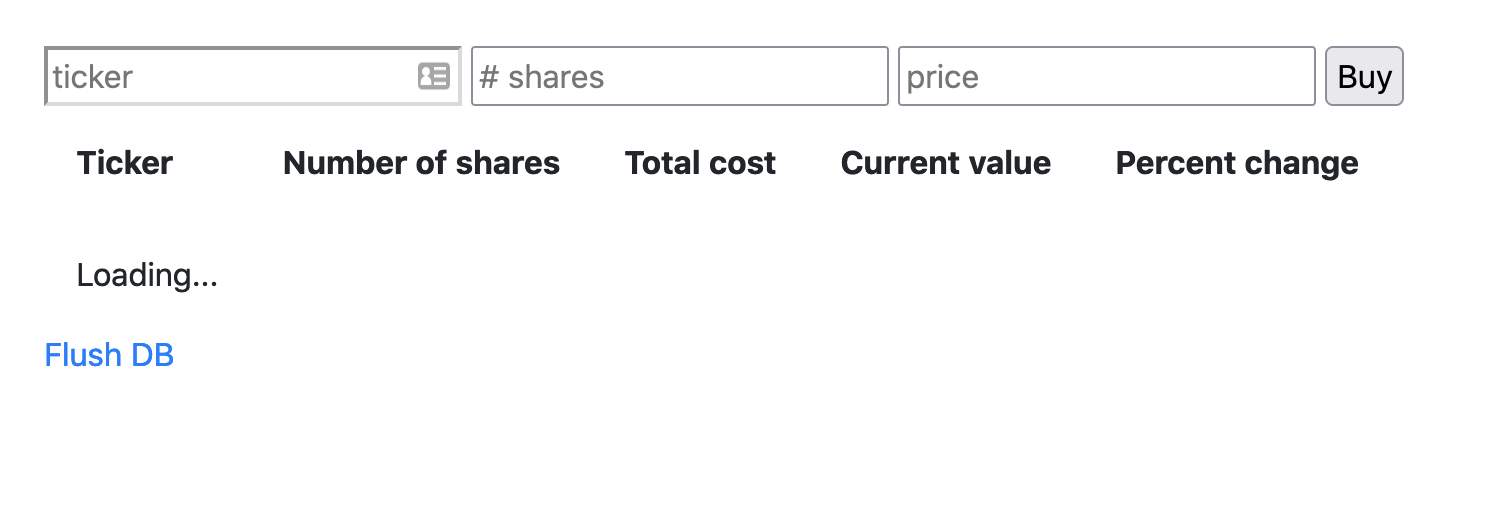 ticker # shares price Buy
Ticker Number of shares Total cost Current value Percent change
Loading...
Flush DB